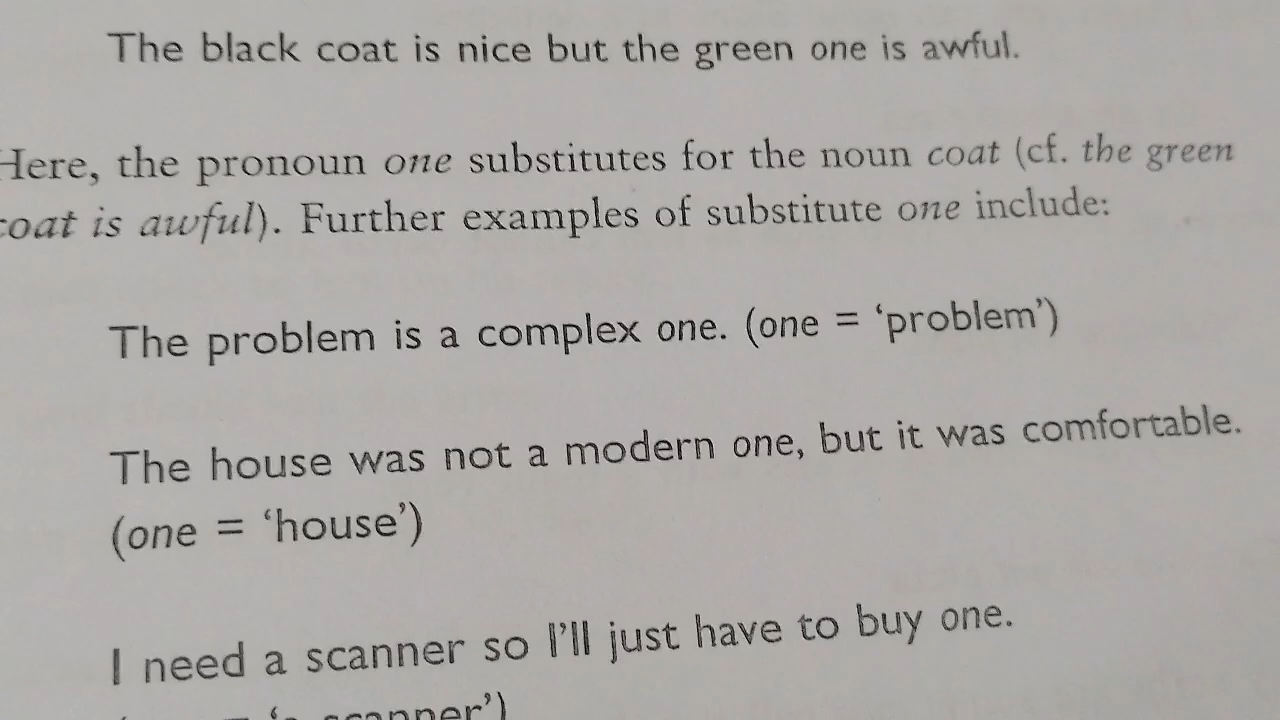 The black coat is nice but the green one is awful.
Here, the pronoun one substitutes for the noun coat (cf. the green
coat is awful). Further examples of substitute one include:
The problem is a complex one. (one = ‘problem’)
The house was not a modern one, but it was comfortable.
(one = ‘house’)
I need a scanner so I’ll just have to buy one.
= ‘a scanner’)